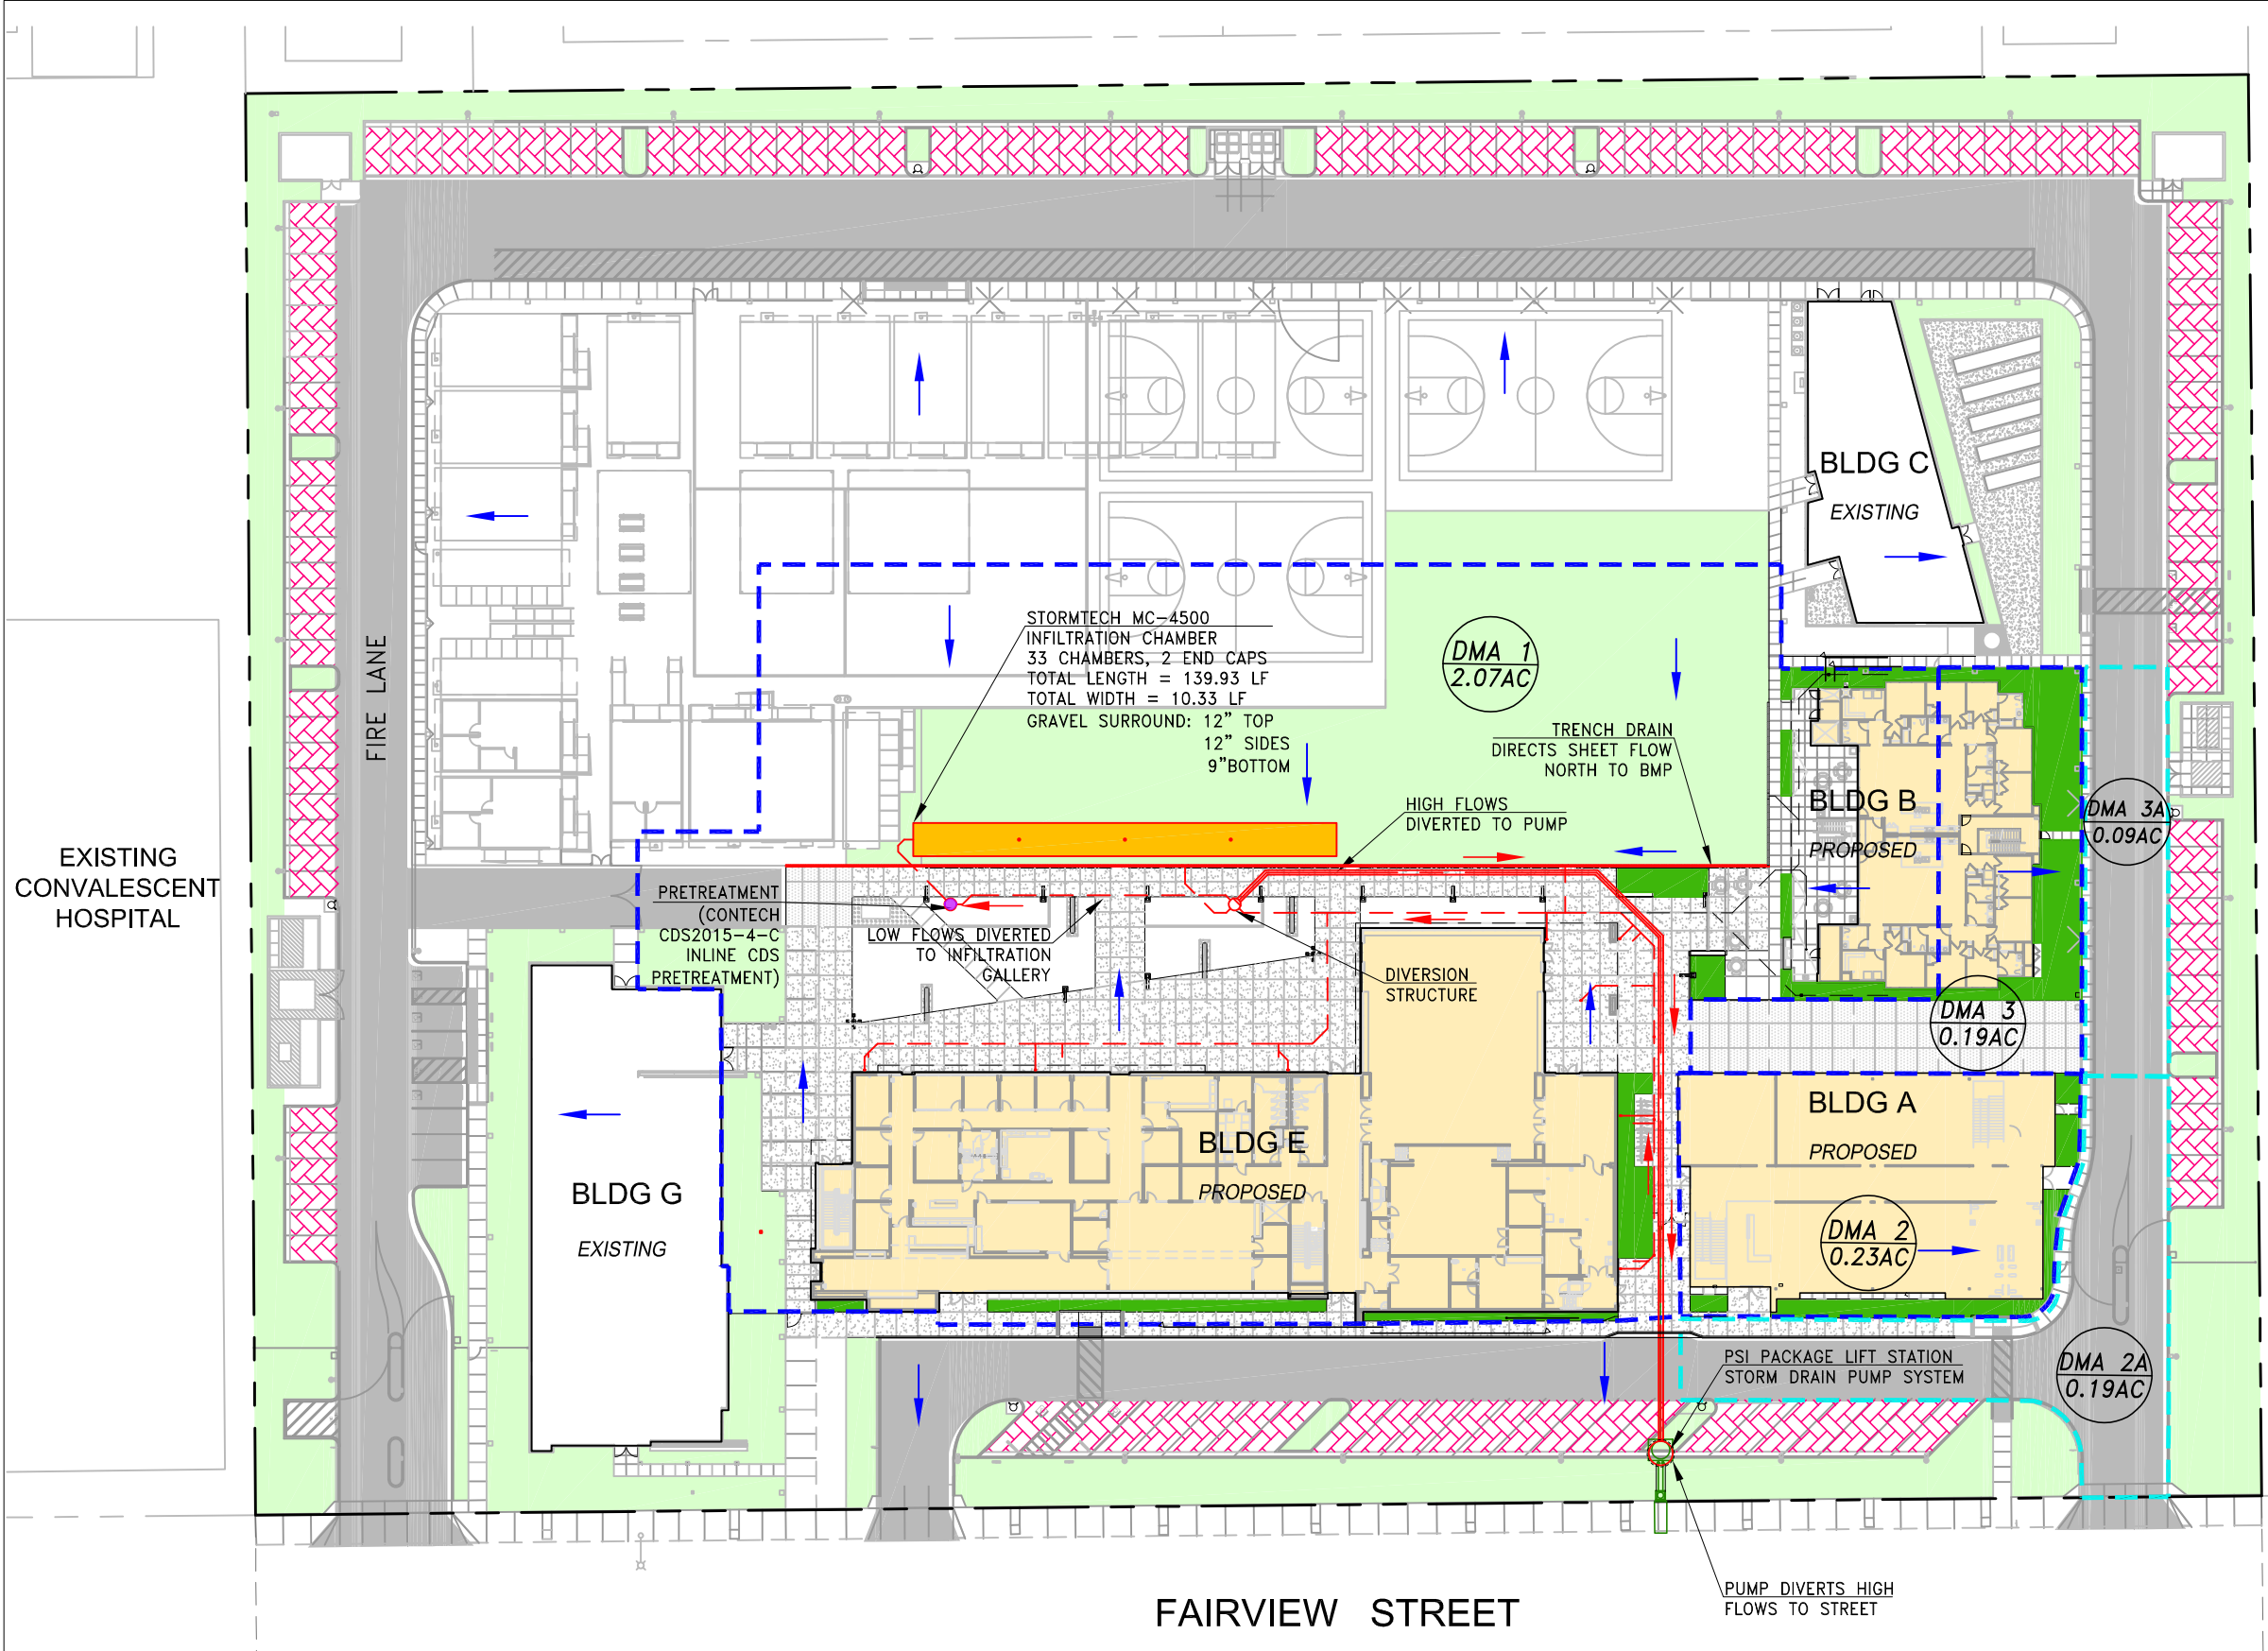 BLDG C
EXISTING
FIRE LANE
STORMTECH MC-4500
INFILTRATION CHAMBER
33 CHAMBERS, 2 END CAPS
TOTAL LENGTH = 139.93 LF
TOTAL WIDTH = 10.33 LF
GRAVEL SURROUND: 12" TOP
12" SIDES
9"BOTTOM
DMA 1
2.07AC
TRENCH DRAIN
DIRECTS SHEET FLOW
NORTH TO BMP
HIGH FLOWS
DIVERTED TO PUMP
BLDG B
PROPOSED
DMA 3A
0.09AC
EXISTING
CONVALESCENT
HOSPITAL
PRETREATMENT
(CONTECH
CDS2015-4-C
INLINE CDS
PRETREATMENT)
LOW FLOWS DIVERTED
TO INFILTRATION
GALLERY
DIVERSION
STRUCTURE
DMA 3
0.19AC
BLDG A
PROPOSED
BLDG E
PROPOSED
BLDG G
EXISTING
DMA 2
0.23AC
PSI PACKAGE LIFT STATION
STORM DRAIN PUMP SYSTEM
DMA 2A
0.19AC
PUMP DIVERTS HIGH
FLOWS TO STREET
FAIRVIEW STREET